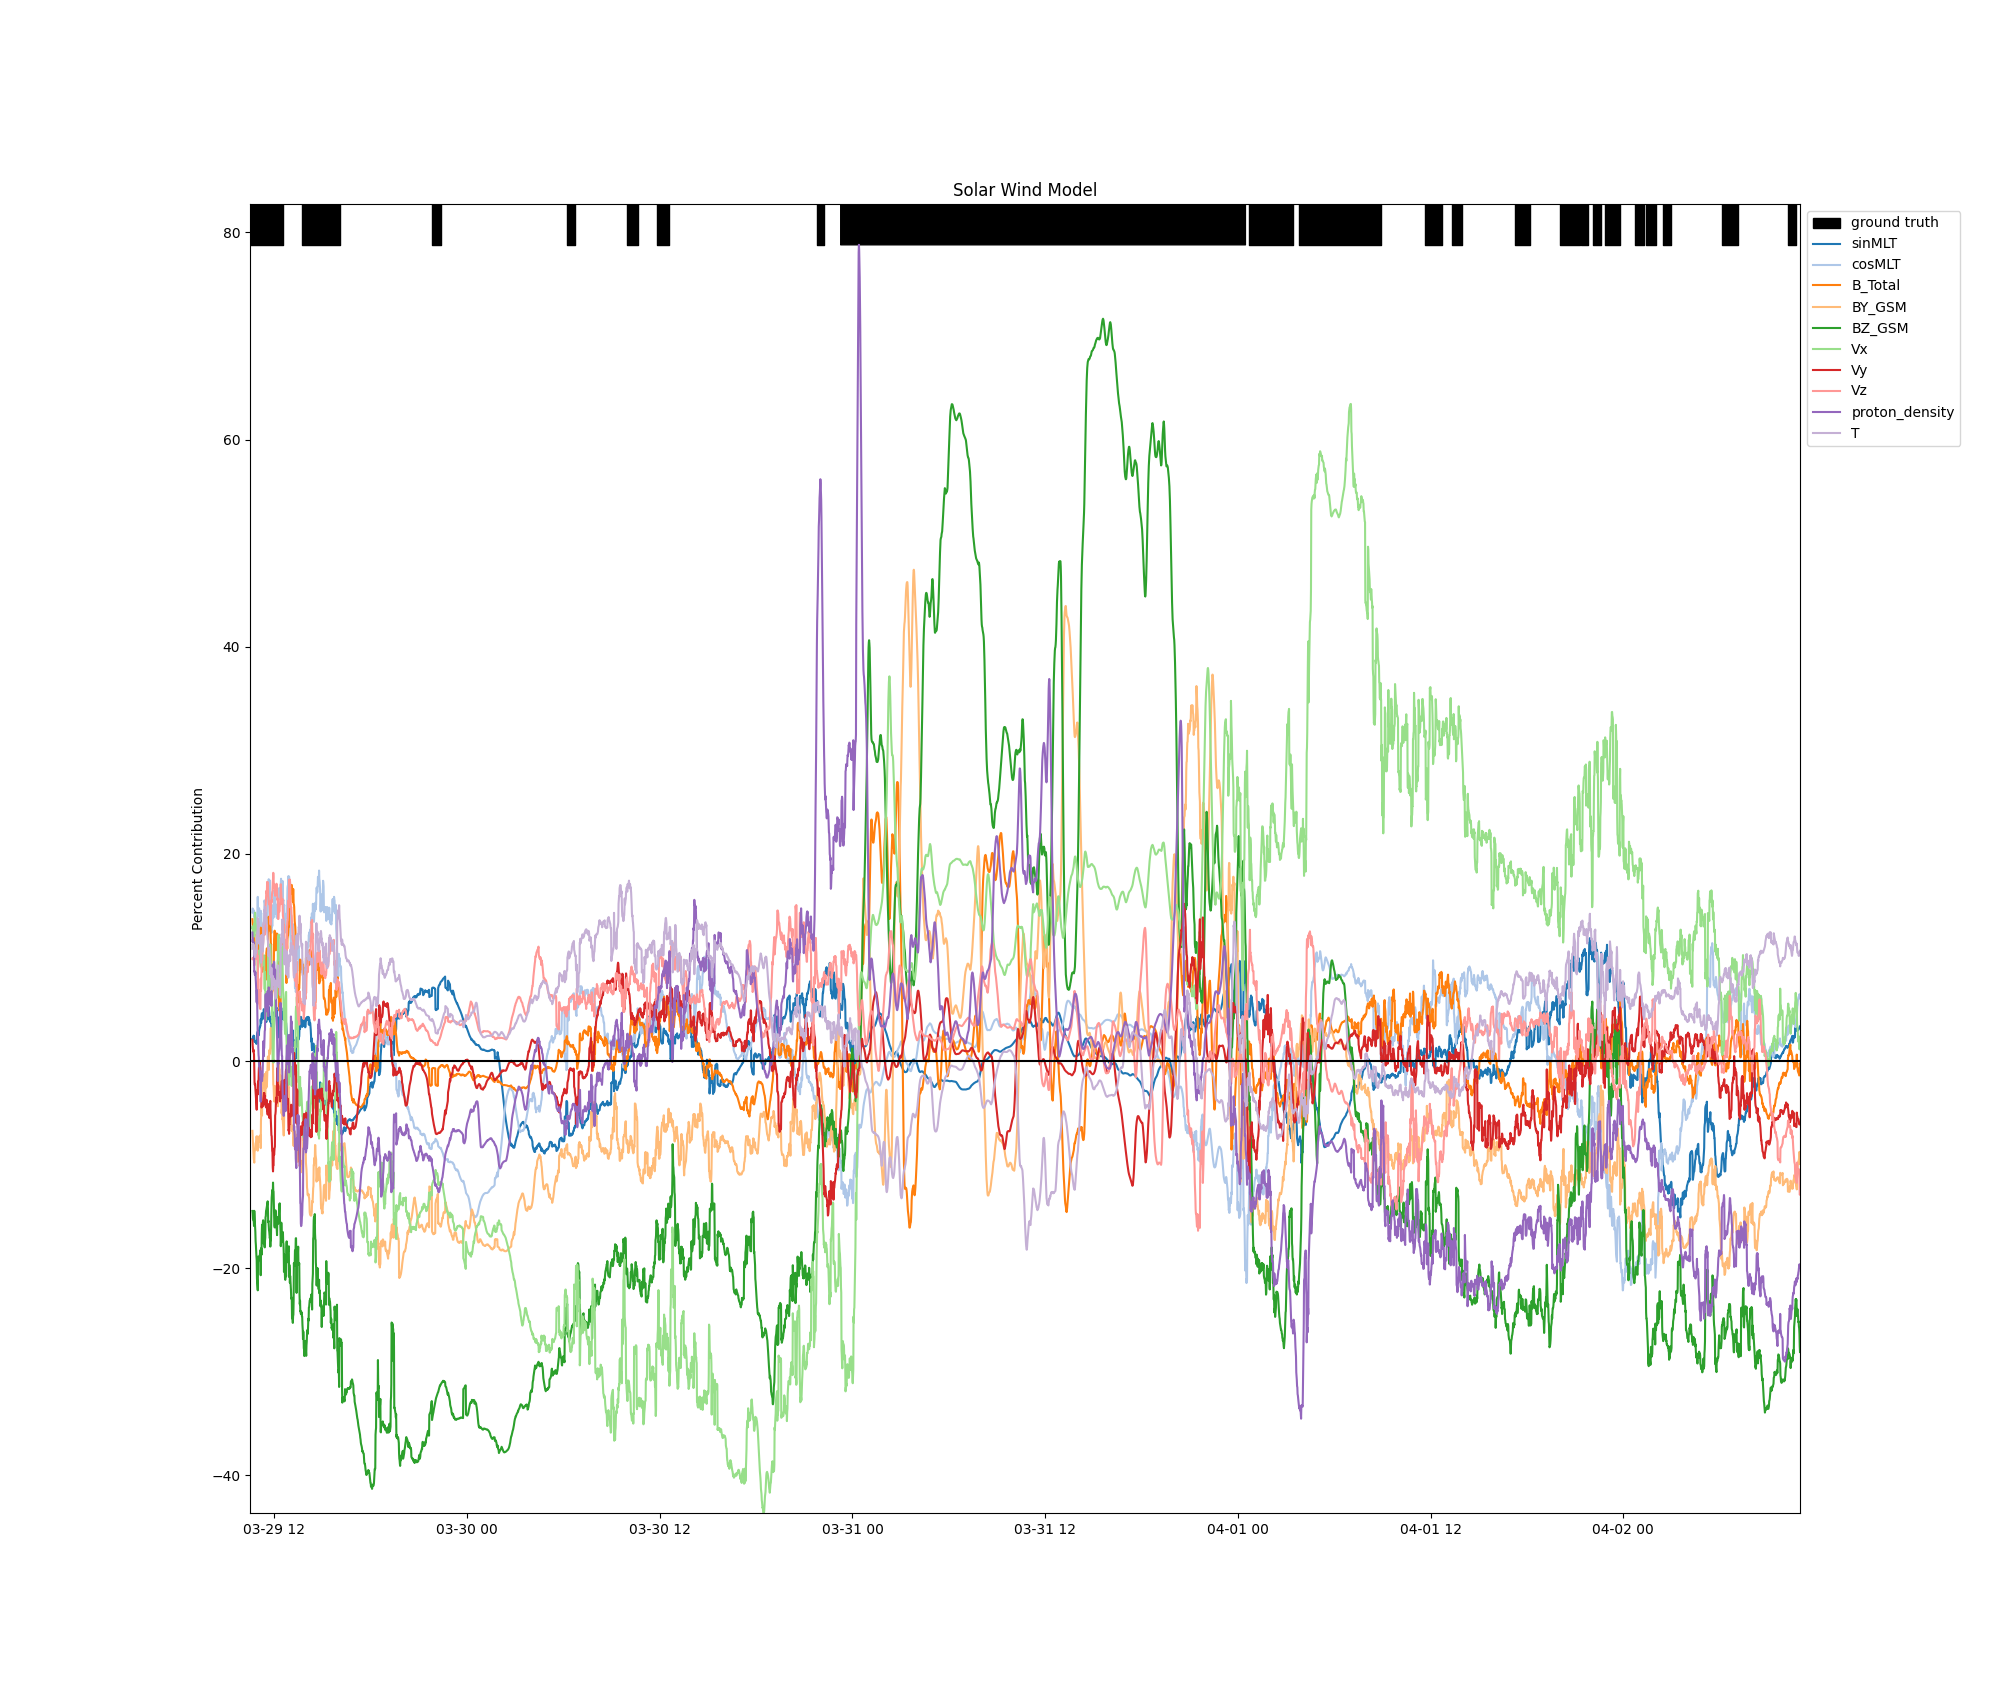 Solar Wind Model
80
60
40
20
0
−20
−40
Percent Contribution
03-29 12
03-30 00
03-30 12
03-31 00
03-31 12
04-01 00
04-01 12
04-02 00
ground truth
sinMLT
cosMLT
B_Total
BY_GSM
BZ_GSM
Vx
Vy
Vz
proton_density
T